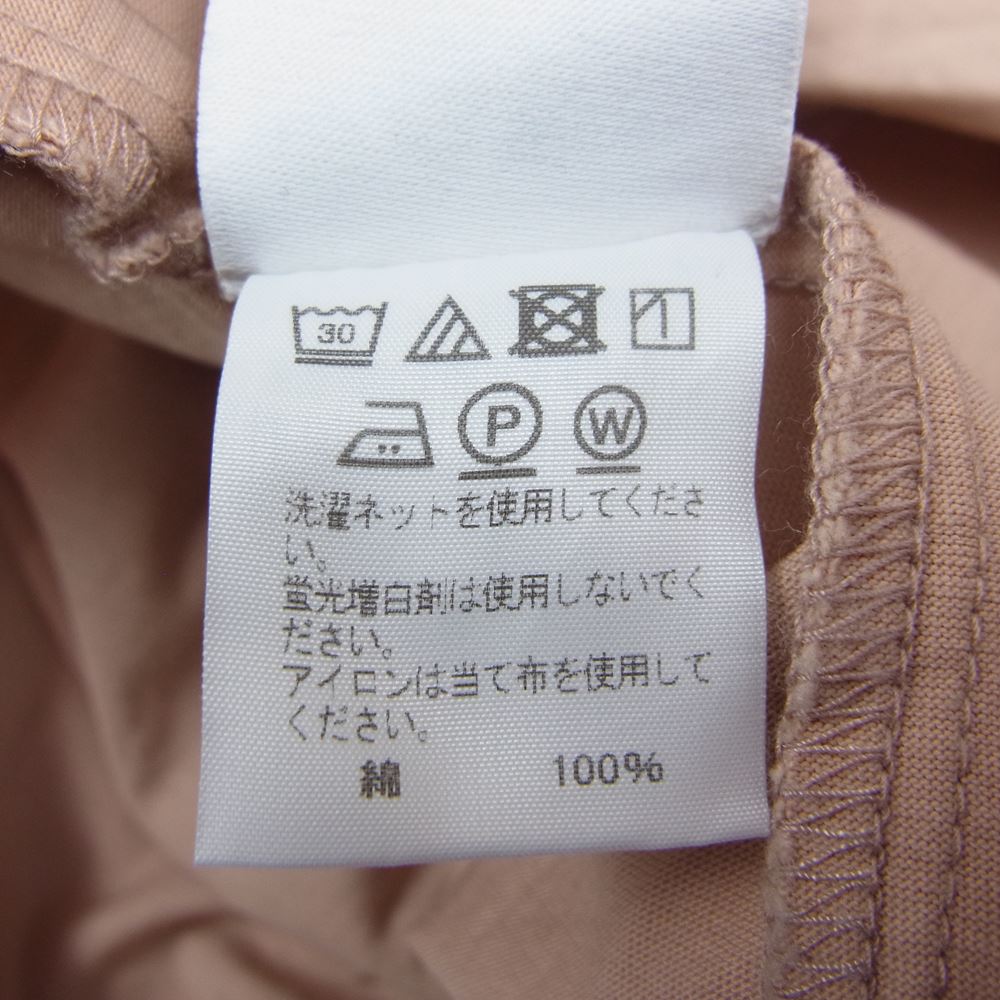 30
P W
洗濯ネットを使用してくださ
い。
蛍光増白剤は使用しないでく
ださい。
アイロンは当て布を使用して
ください。
綿 100%